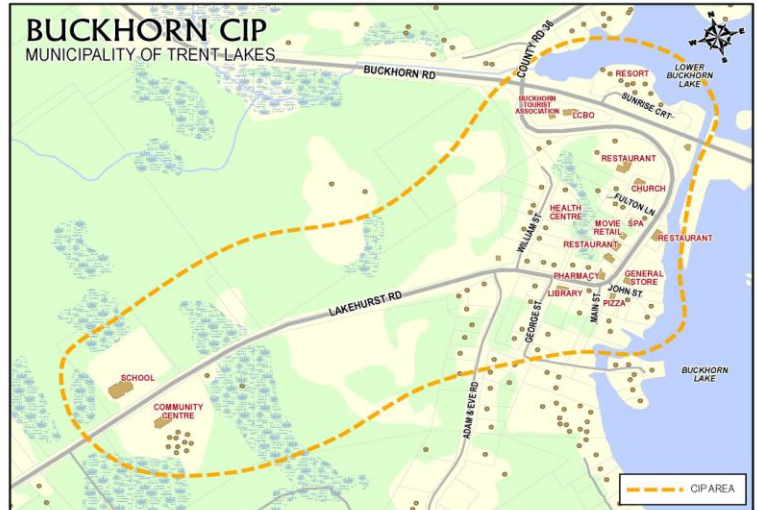 BUCKHORN CIP
MUNICIPALITY OF TRENT LAKES
COUNTY RD 36
BUCKHORN RD
N
E
S
W
LOWER
BUCKHORN
LAKE
RESORT
SUNRISE CRT
BUCKHORN
TOURIST
ASSOCIATION
LCBO
RESTAURANT
CHURCH
FULTON LN
HEALTH
CENTRE
WILLIAM ST
MOVIE
RETAIL
SPA
RESTAURANT
RESTAURANT
PHARMACY
GENERAL
STORE
LIBRARY
JOHN ST.
PIZZA
MAIN ST.
GEORGE ST
LAKEHURST RD
ADAM & EVE RD
BUCKHORN
LAKE
SCHOOL
COMMUNITY
CENTRE
CIP AREA